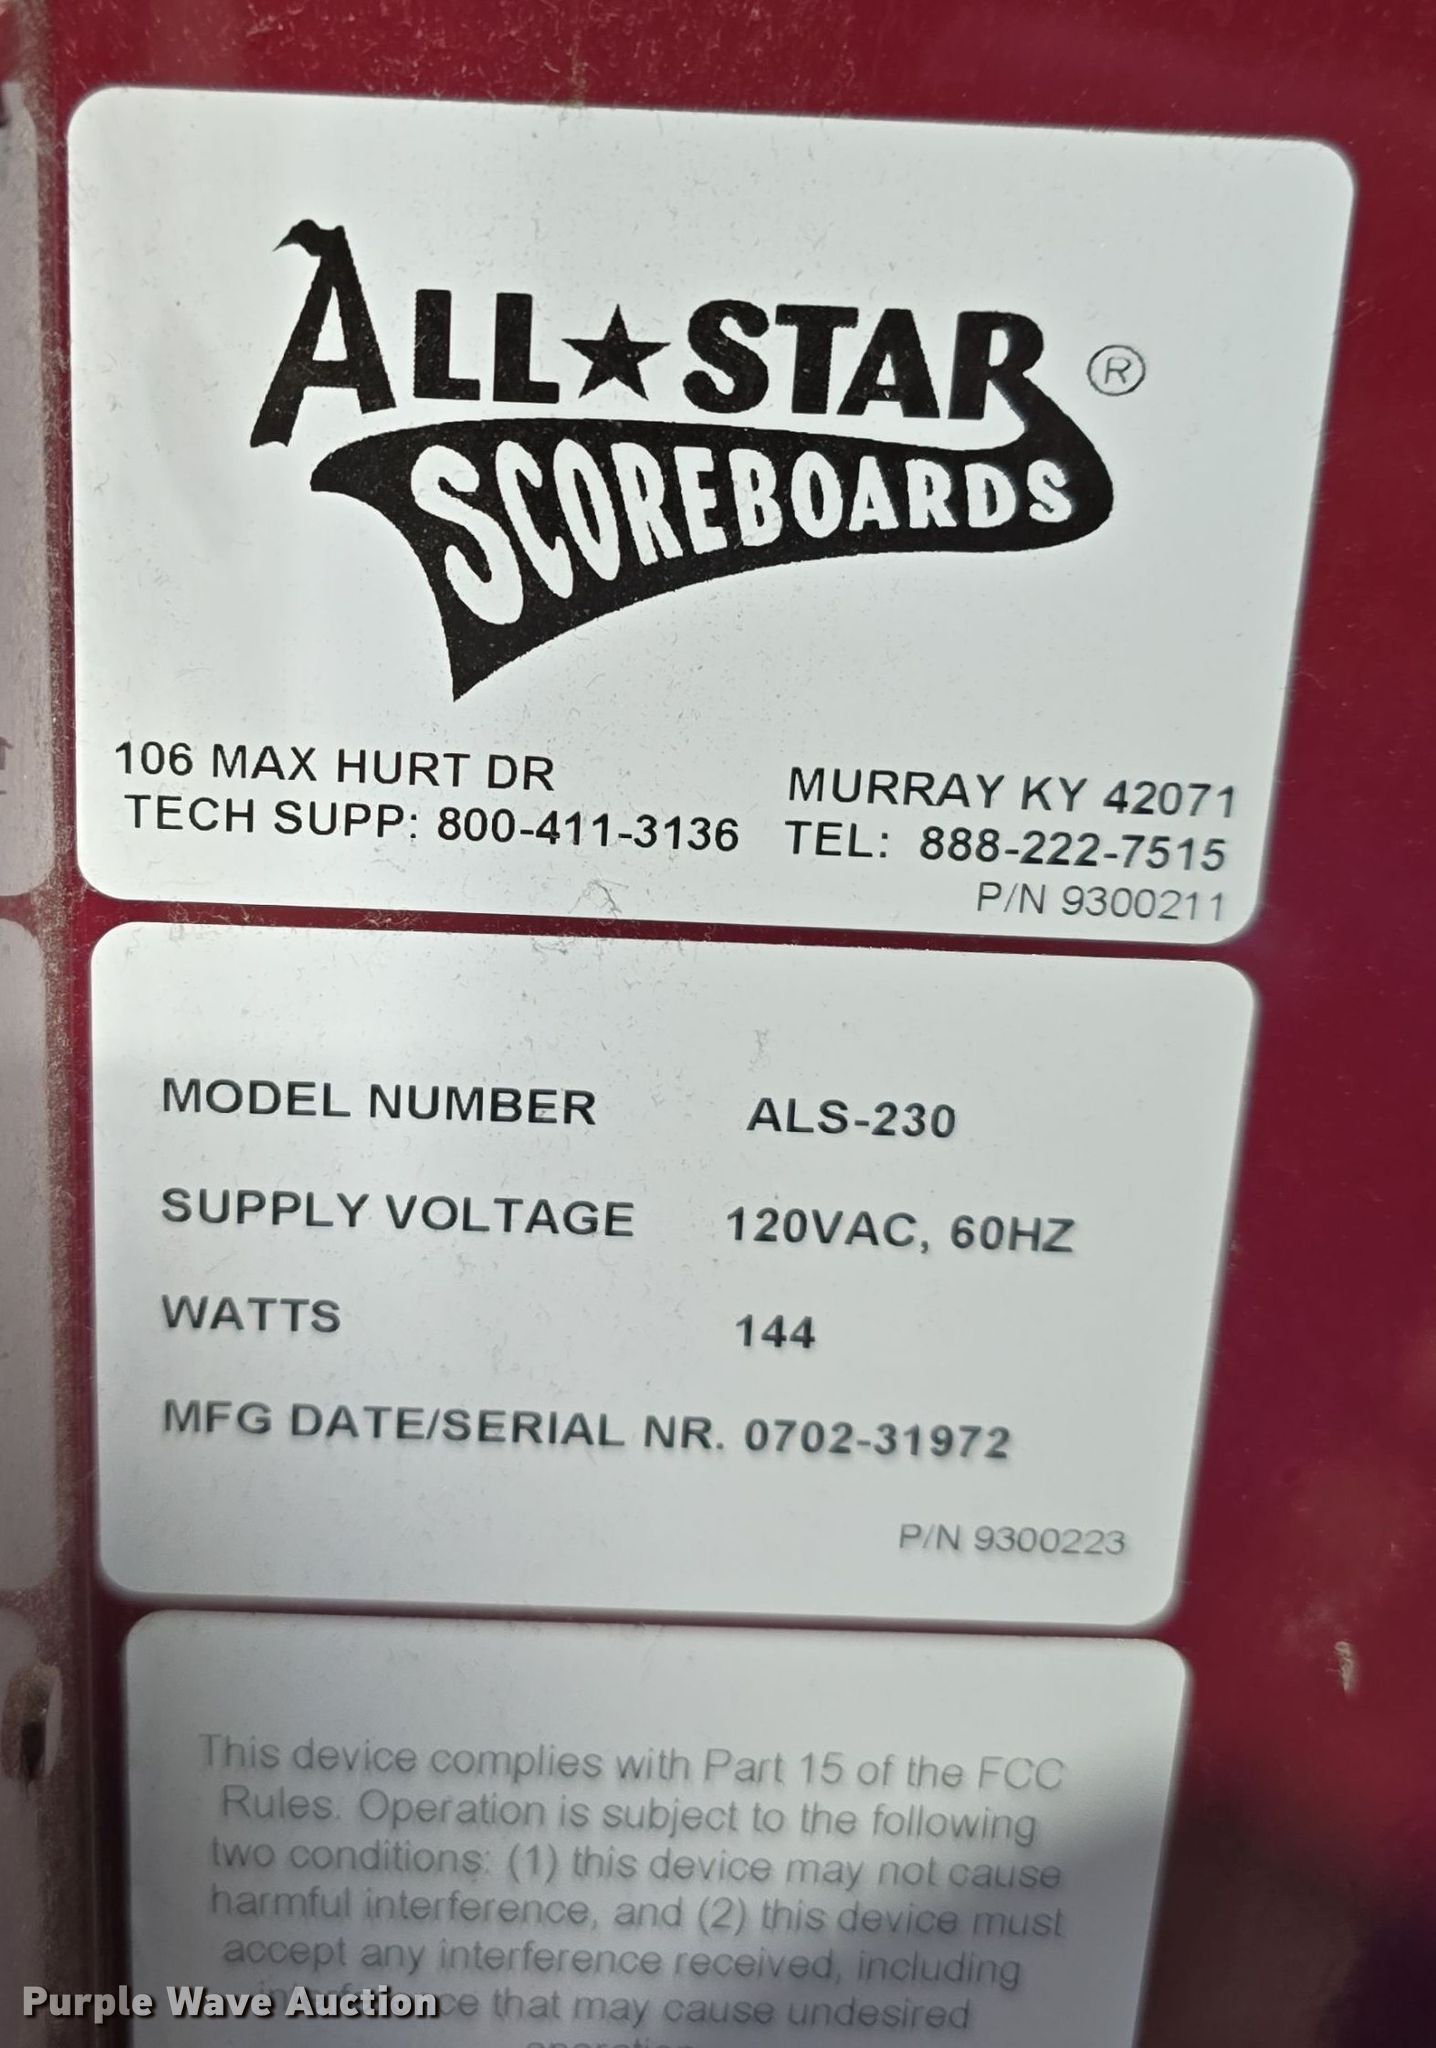 ALL★STAR ®
SCOREBOARDS
106 MAX HURT DR MURRAY KY 42071
TECH SUPP: 800-411-3136 TEL: 888-222-7515
P/N 9300211
MODEL NUMBER ALS-230
SUPPLY VOLTAGE 120VAC, 60HZ
WATTS 144
MFG DATE/SERIAL NR. 0702-31972
P/N 9300223
This device complies with Part 15 of the FCC
Rules. Operation is subject to the following
two conditions: (1) this device may not cause
harmful interference, and (2) this device must
accept any interference received, including
that may cause undesired
Purple Wave Auction